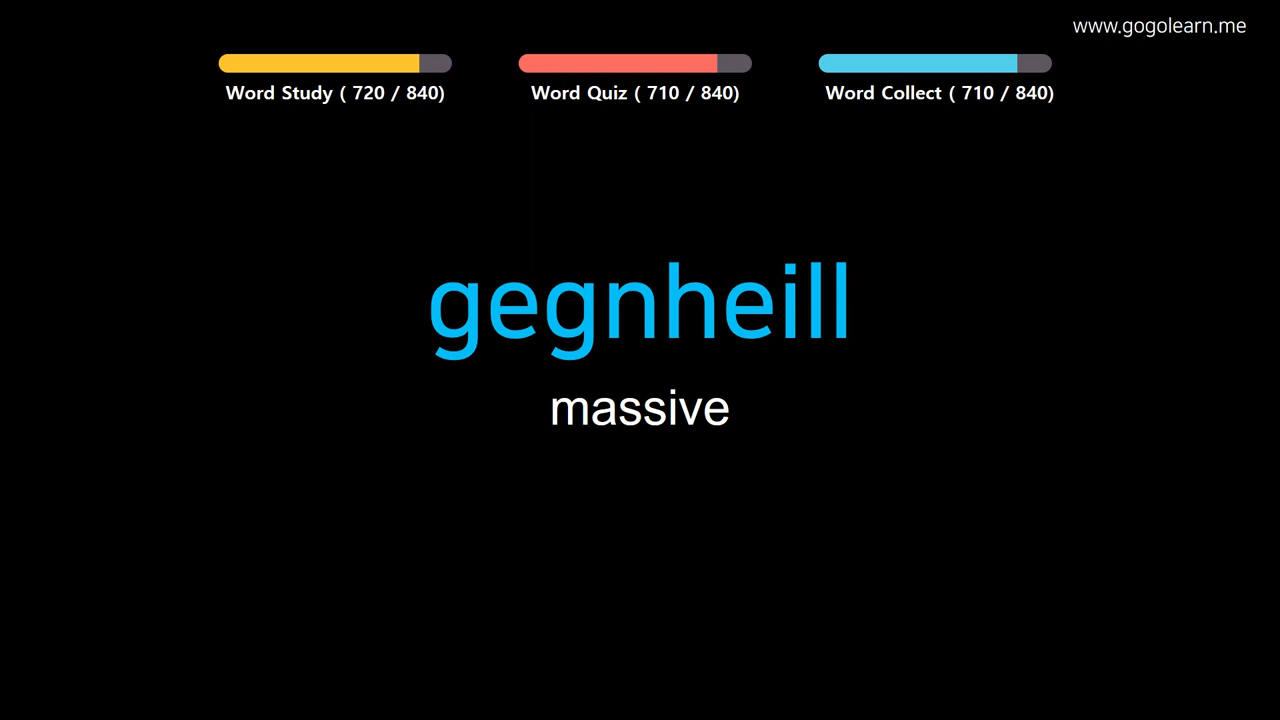 www.gogolearn.me
Word Study ( 720 / 840)
Word Quiz ( 710 / 840)
Word Collect ( 710 / 840)
gegnheill
massive